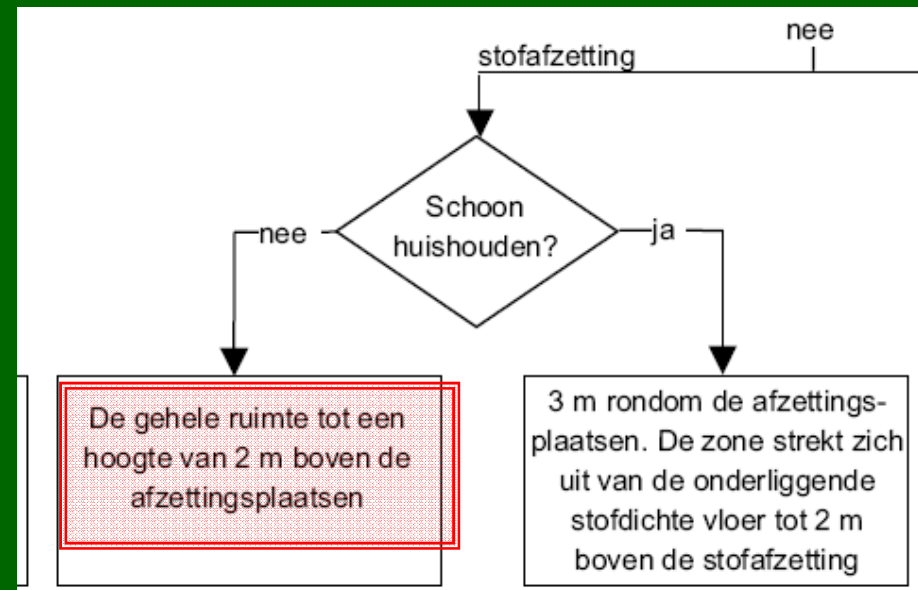 nee
stofafzetting
Schoon
huishouden?
nee
ja
De gehele ruimte tot een
hoogte van 2 m boven de
afzettingsplaatsen
3 m rondom de afzettings-
plaatsen. De zone strekt zich
uit van de onderliggende
stofdichte vloer tot 2 m
boven de stofafzetting